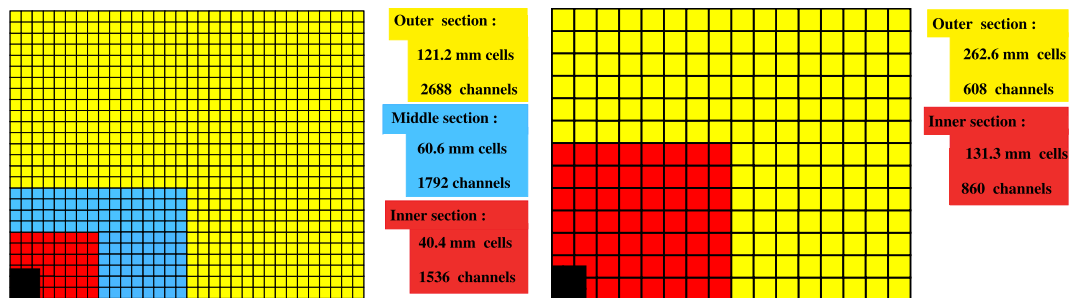 Outer section :
121.2 mm cells
2688 channels
Middle section :
60.6 mm cells
1792 channels
Inner section :
40.4 mm cells
1536 channels
Outer section :
262.6 mm cells
608 channels
Inner section :
131.3 mm cells
860 channels